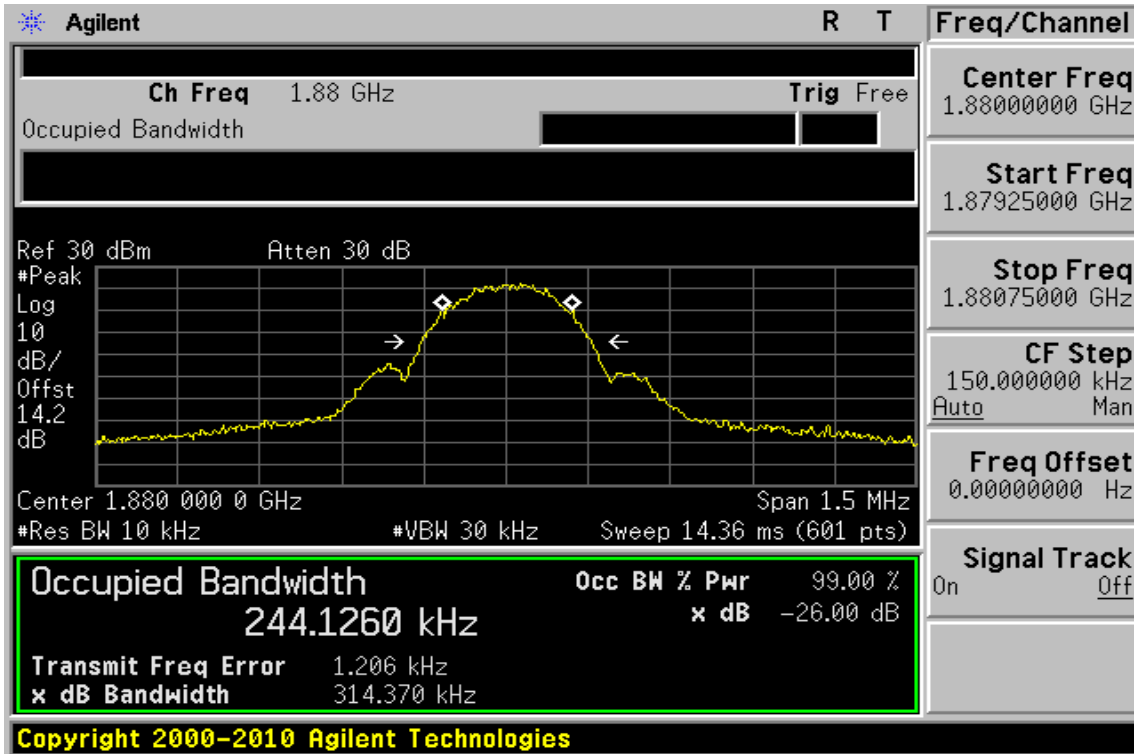 Agilent R T
Ch Freq 1.88 GHz Trig Free
Occupied Bandwidth
Ref 30 dBm Atten 30 dB
#Peak
Log
10
dB/
Offst
14.2
dB
Center 1.880 000 0 GHz Span 1.5 MHz
#Res BW 10 kHz #VBW 30 kHz Sweep 14.36 ms (601 pts)
Occupied Bandwidth
244.1260 kHz
Occ BW % Pwr 99.00 %
x dB -26.00 dB
Transmit Freq Error 1.206 kHz
x dB Bandwidth 314.370 kHz
Copyright 2000-2010 Agilent Technologies
Freq/Channel
Center Freq
1.88000000 GHz
Start Freq
1.87925000 GHz
Stop Freq
1.88075000 GHz
CF Step
150.000000 kHz
Auto Man
Freq Offset
0.00000000 Hz
Signal Track
On Off